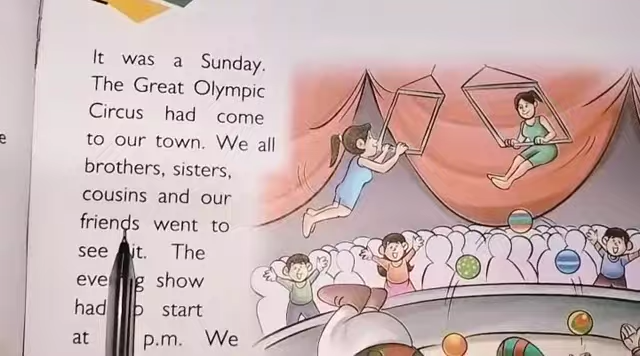 It was a Sunday.
The Great Olympic
Circus had come
to our town. We all
brothers, sisters,
cousins and our
friends went to
see it. The
show
had start
at p.m. We